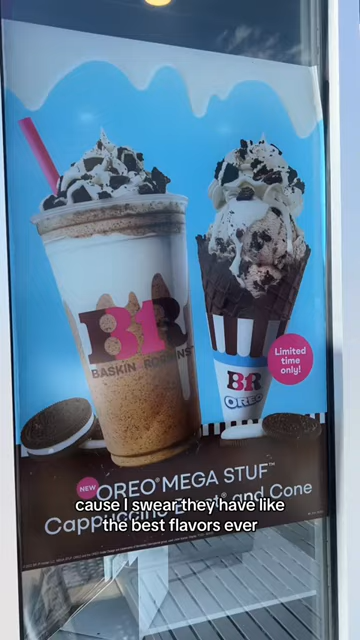 BR
BASKIN ROBBINS
Limited
time
only!
BR
OREO
NEW
OREO® MEGA STUF™
Cappuccino Blast® and Cone
cause I swear they have like
the best flavors ever